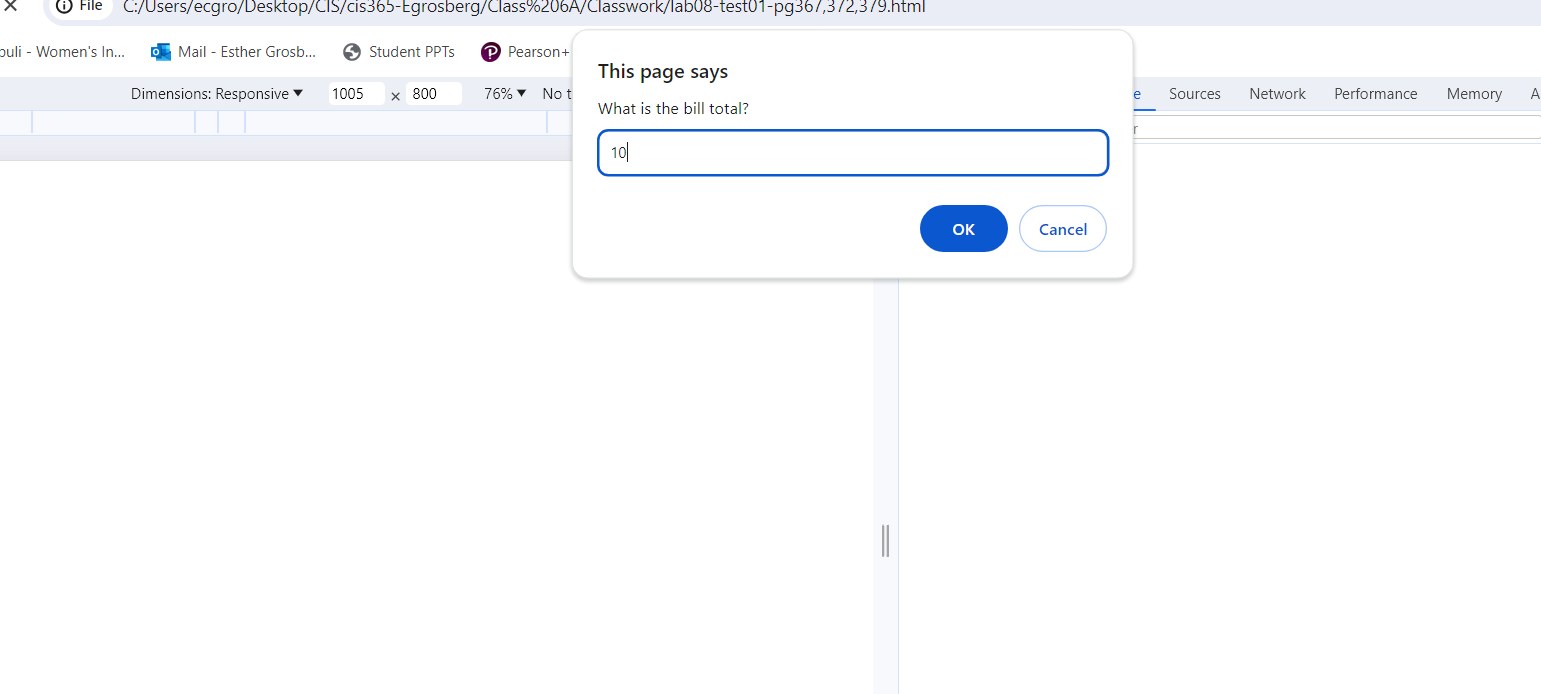 File C:/Users/ecgro/Desktop/CIS/cis365-Egrosberg/Class%206A/Classwork/lab08-test01-pg367,372,379.html
puli - Women's In... Mail - Esther Grosb... Student PPTs Pearson+
This page says
What is the bill total?
10
OK Cancel
Dimensions: Responsive 1005 x 800 76% No t
e Sources Network Performance Memory A
r